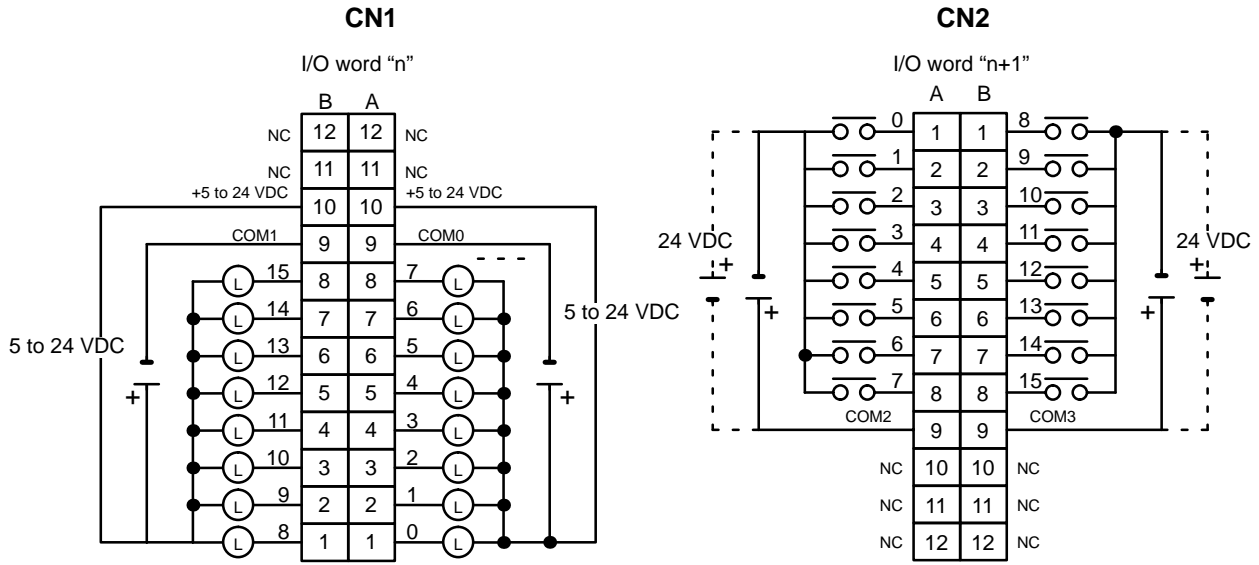 CN1
I/O word “n”
B A
NC 12 12 NC
NC 11 11 NC
+5 to 24 VDC 10 10 +5 to 24 VDC
COM1 9 9 COM0
L 15 8 8 7 L
L 14 7 7 6 L
L 13 6 6 5 L
L 12 5 5 4 L
L 11 4 4 3 L
L 10 3 3 2 L
L 9 2 2 1 L
L 8 1 1 0 L
5 to 24 VDC
+
5 to 24 VDC
+
CN2
I/O word “n+1”
A B
0 1 1 8
1 2 2 9
2 3 3 10
3 4 4 11
4 5 5 12
5 6 6 13
6 7 7 14
7 8 8 15
COM2 9 9 COM3
NC 10 10 NC
NC 11 11 NC
NC 12 12 NC
24 VDC
+
+
24 VDC
+
+